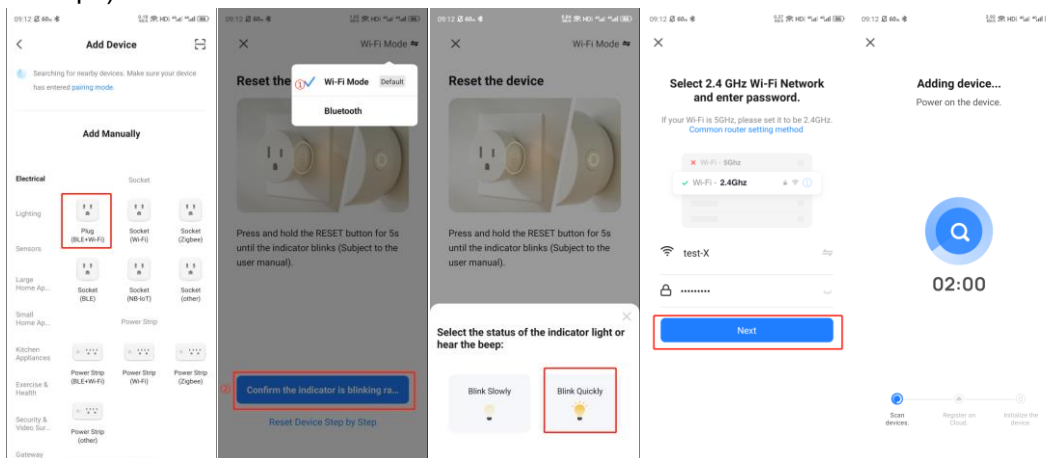 09:12
Add Device
Searching for nearby devices. Make sure your device
has entered pairing mode.
Add Manually
Electrical
Socket
Lighting
Plug
(BLE+Wi-Fi)
Socket
(Wi-Fi)
Socket
(Zigbee)
Sensors
Large
Home Ap...
Socket
(BLE)
Socket
(NB-IoT)
Socket
(other)
Small
Home Ap...
Power Strip
Kitchen
Appliances
Power Strip
(BLE+Wi-Fi)
Power Strip
(Wi-Fi)
Power Strip
(Zigbee)
Exercise &
Health
Security &
Video Sur...
Power Strip
(other)
Gateway
09:12
Wi-Fi Mode
Reset the
① Wi-Fi Mode Default
Bluetooth
Press and hold the RESET button for 5s
until the indicator blinks (Subject to the
user manual).
② Confirm the indicator is blinking ra...
Reset Device Step by Step
09:12
Wi-Fi Mode
Reset the device
Press and hold the RESET button for 5s
until the indicator blinks (Subject to the
user manual).
Select the status of the indicator light or
hear the beep:
Blink Slowly
Blink Quickly
09:12
Select 2.4 GHz Wi-Fi Network
and enter password.
If your Wi-Fi is 5GHz, please set it to be 2.4GHz.
Common router setting method
Wi-Fi - 5Ghz
Wi-Fi - 2.4Ghz
test-X
Next
09:12
Adding device...
Power on the device.
02:00
Scan
devices.
Register on
Cloud.
Initialize the
device.